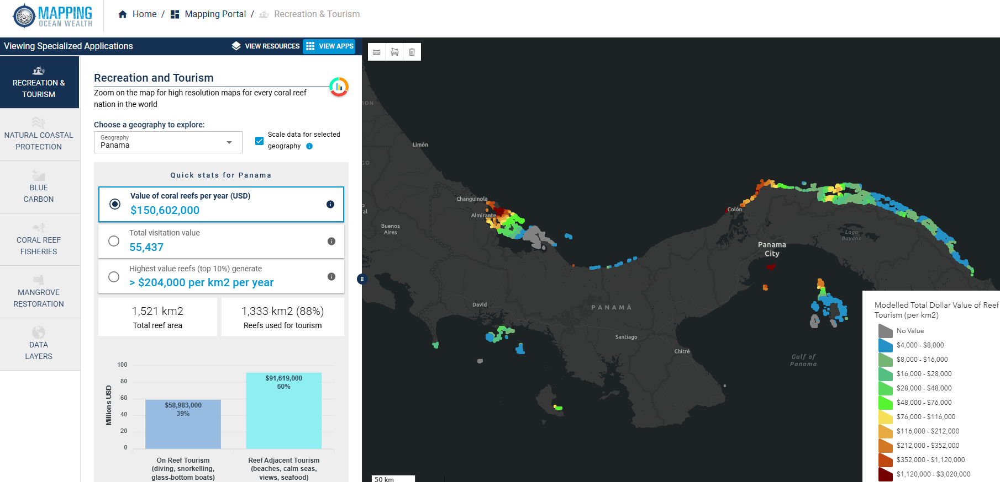 MAPPING
OCEAN WEALTH
Home / Mapping Portal / Recreation & Tourism
Viewing Specialized Applications
VIEW RESOURCES
VIEW APPS
RECREATION &
TOURISM
NATURAL COASTAL
PROTECTION
BLUE
CARBON
CORAL REEF
FISHERIES
MANGROVE
RESTORATION
DATA
LAYERS
Recreation and Tourism
Zoom on the map for high resolution maps for every coral reef
nation in the world
Choose a geography to explore:
Geography
Panama
Scale data for selected
geography
Quick stats for Panama
Value of coral reefs per year (USD)
$150,602,000
Total visitation value
55,437
Highest value reefs (top 10%) generate
> $204,000 per km2 per year
1,521 km2
Total reef area
1,333 km2 (88%)
Reefs used for tourism
Millions USD
100
80
60
40
20
0
$58,983,000
39%
$91,619,000
60%
On Reef Tourism
(diving, snorkelling,
glass-bottom boats)
Reef Adjacent Tourism
(beaches, calm seas,
views, seafood)
ION
GO
Limón
Changuinola
Almirante
al
Buenos
Aires
Colón
Panama
City
Lago
Bayano
David
PANAMÁ
Santiago
Chitré
Gulf of
Panama
50 km
Modelled Total Dollar Value of Reef
Tourism (per km2)
No Value
$4,000 - $8,000
$8,000 - $16,000
$16,000 - $28,000
$28,000 - $48,000
$48,000 - $76,000
$76,000 - $116,000
$116,000 - $212,000
$212,000 - $352,000
$352,000 - $1,120,000
$1,120,000 - $3,020,000